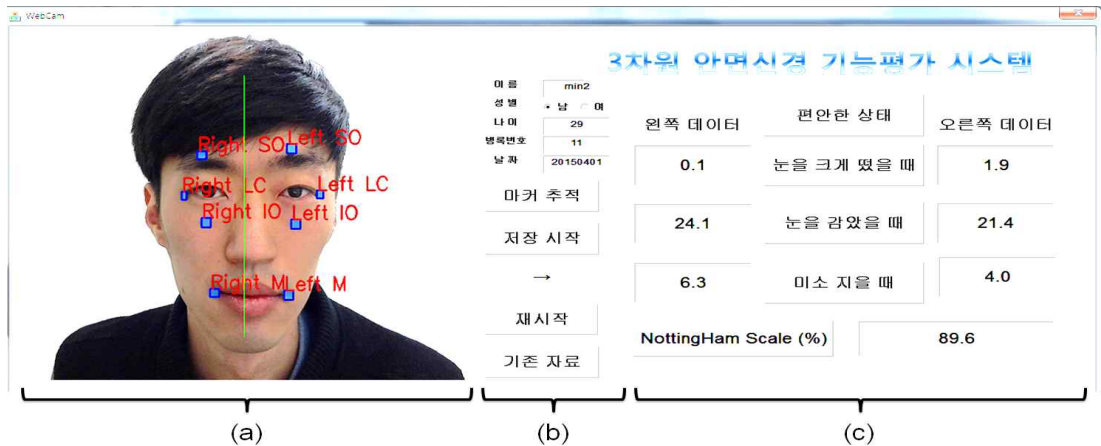 WebCam
3차원 안면신경 기능평가 시스템
Right SO
Left SO
Right LC
Left LC
Right IO
Left IO
Right M
Left M
이 름
min2
성 별
남 여
나 이
29
병록번호
11
날 짜
20150401
마커 추적
저장 시작
→
재시작
기존 자료
왼쪽 데이터
편안한 상태
오른쪽 데이터
0.1
눈을 크게 떴을 때
1.9
24.1
눈을 감았을 때
21.4
6.3
미소 지을 때
4.0
NottingHam Scale (%)
89.6
(a)
(b)
(c)